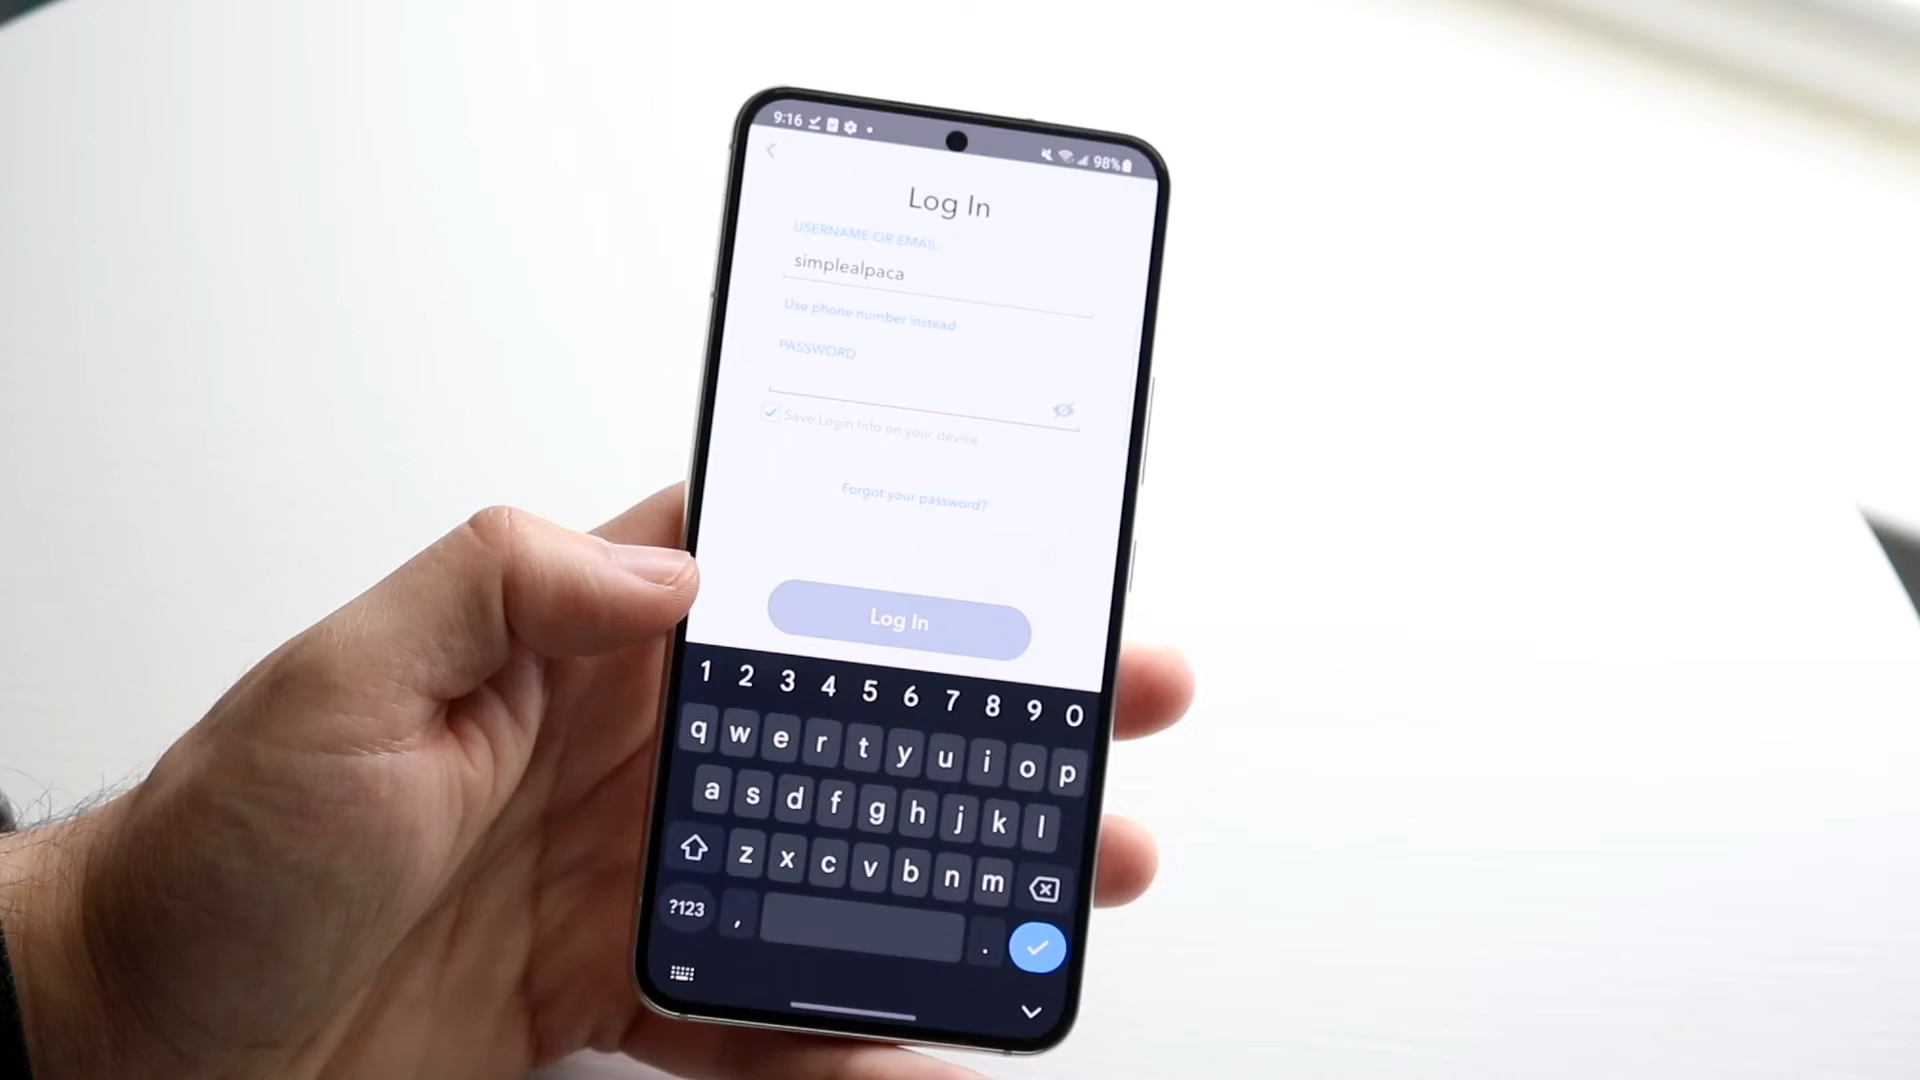 9:16
98%
Log In
USERNAME OR EMAIL
simplealpaca
Use phone number instead
PASSWORD
Save Login Info on your device
Forgot your password?
Log In
1 2 3 4 5 6 7 8 9 0
q w e r t y u i o p
a s d f g h j k l
z x c v b n m
?123 , .